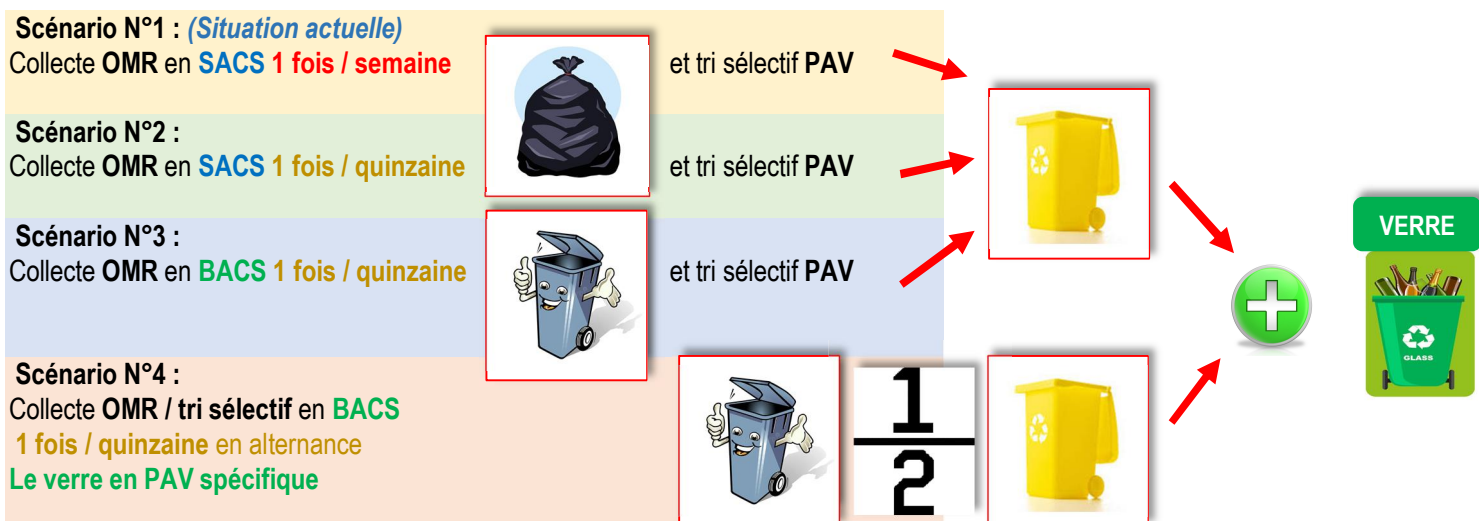 Scénario N°1 : (Situation actuelle)
Collecte OMR en SACS 1 fois / semaine et tri sélectif PAV
Scénario N°2 :
Collecte OMR en SACS 1 fois / quinzaine et tri sélectif PAV
Scénario N°3 :
Collecte OMR en BACS 1 fois / quinzaine et tri sélectif PAV
Scénario N°4 :
Collecte OMR / tri sélectif en BACS
1 fois / quinzaine en alternance
Le verre en PAV spécifique
1
2
VERRE
GLASS